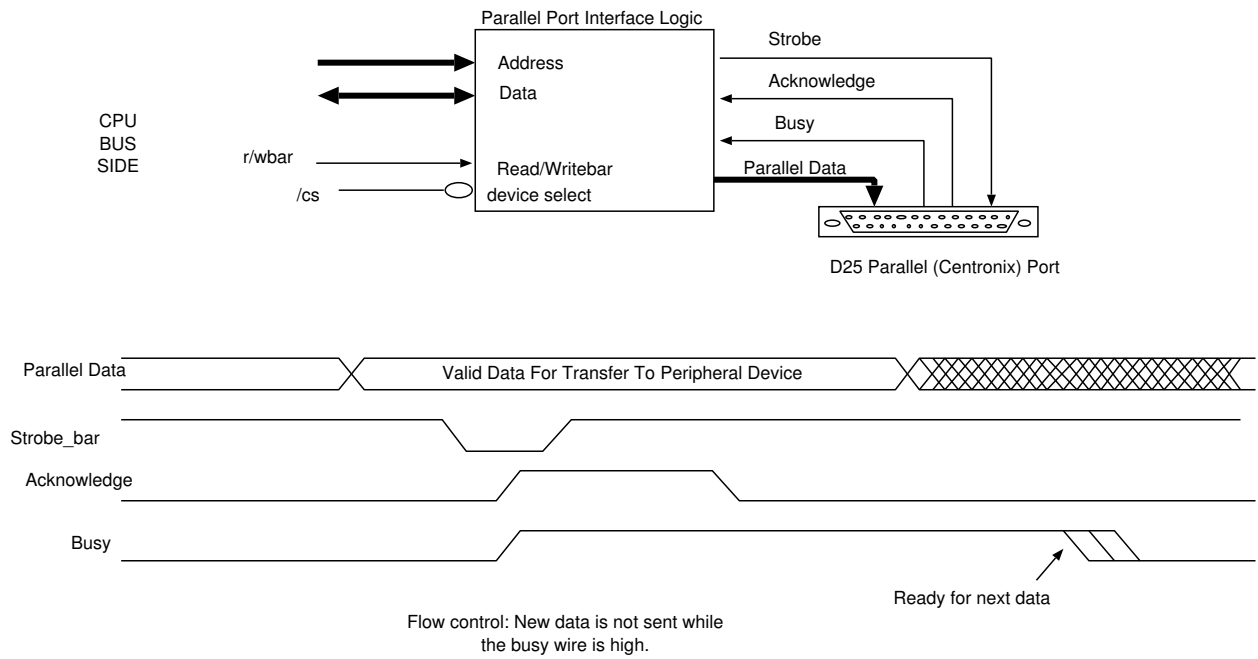 Parallel Port Interface Logic
Strobe
Address
Acknowledge
Data
CPU
BUS
SIDE
Busy
r/wbar
Read/Writebar
Parallel Data
/cs
device select
D25 Parallel (Centronix) Port
Parallel Data
Valid Data For Transfer To Peripheral Device
Strobe_bar
Acknowledge
Busy
Ready for next data
Flow control: New data is not sent while
the busy wire is high.